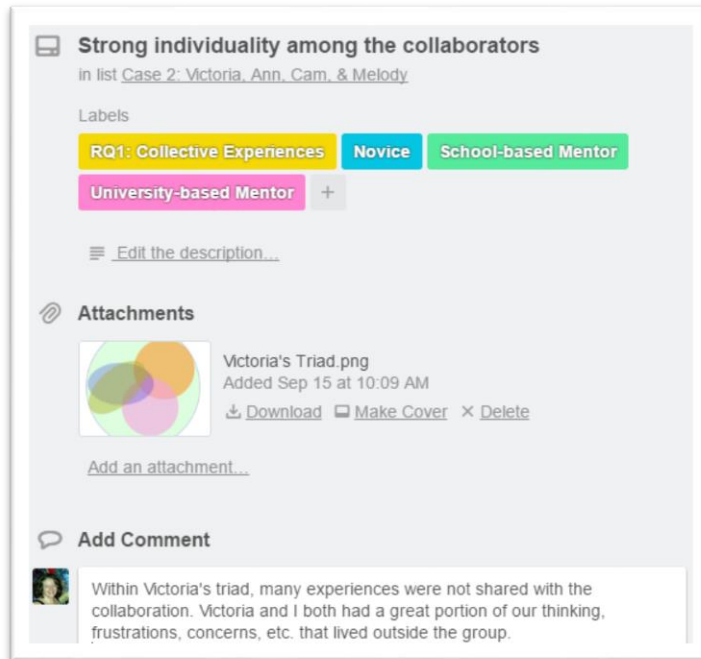 Strong individuality among the collaborators
in list Case 2: Victoria, Ann, Cam, & Melody
Labels
RQ1: Collective Experiences Novice School-based Mentor
University-based Mentor +
Edit the description...
Attachments
Victoria's Triad.png
Added Sep 15 at 10:09 AM
Download Make Cover × Delete
Add an attachment...
Add Comment
Within Victoria's triad, many experiences were not shared with the
collaboration. Victoria and I both had a great portion of our thinking,
frustrations, concerns, etc. that lived outside the group.